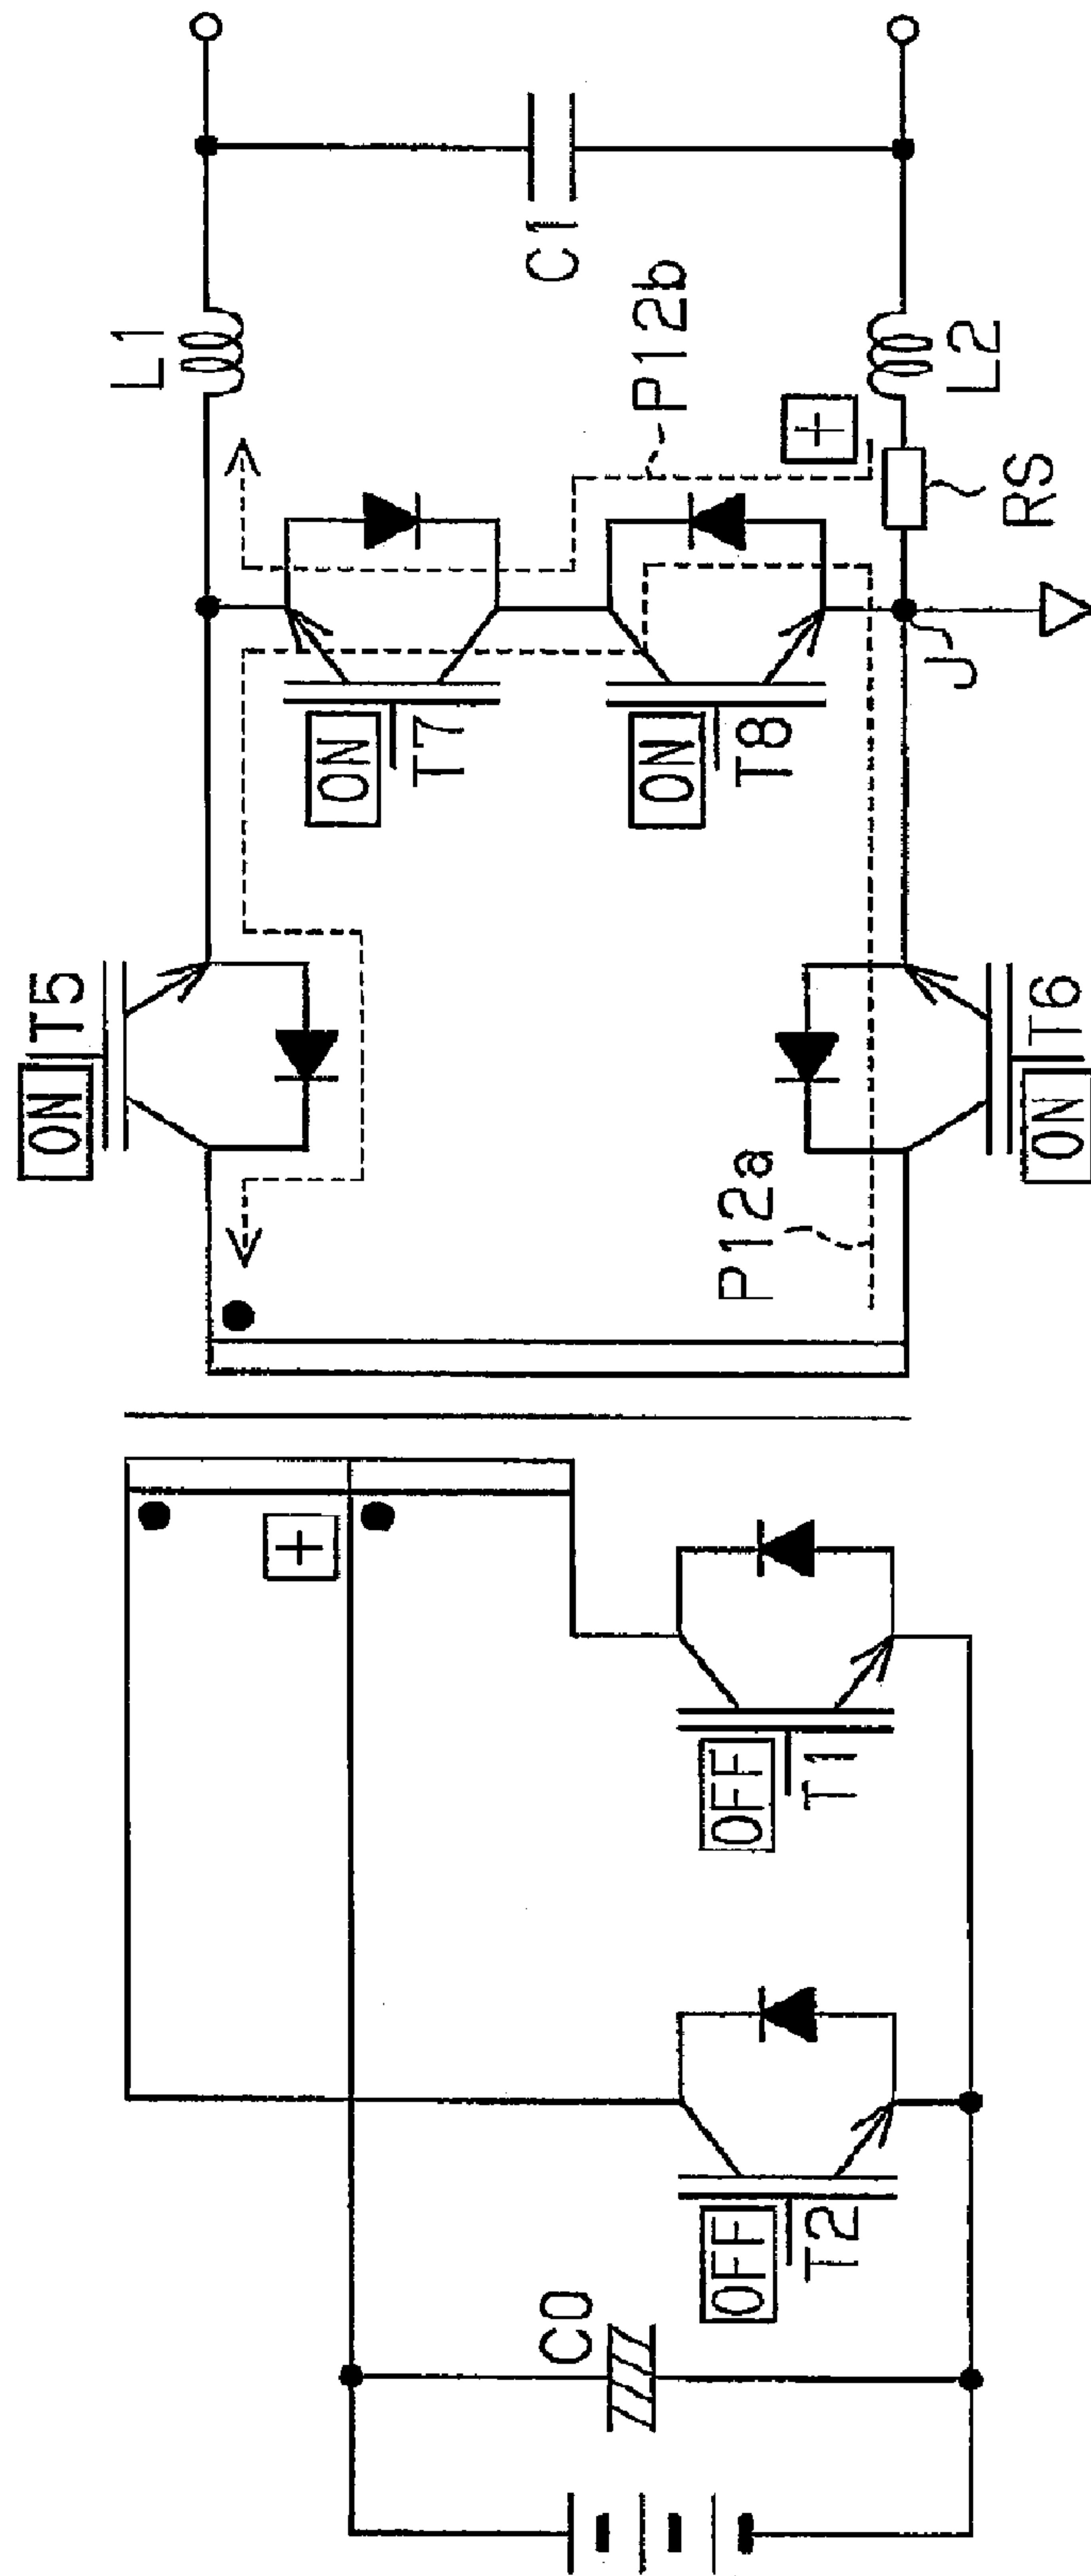 C0
OFF
T2
OFF
T1
+
ON
T5
P12a
ON
T6
ON
T7
ON
T8
J
L1
P12b
+
RS
L2
C1